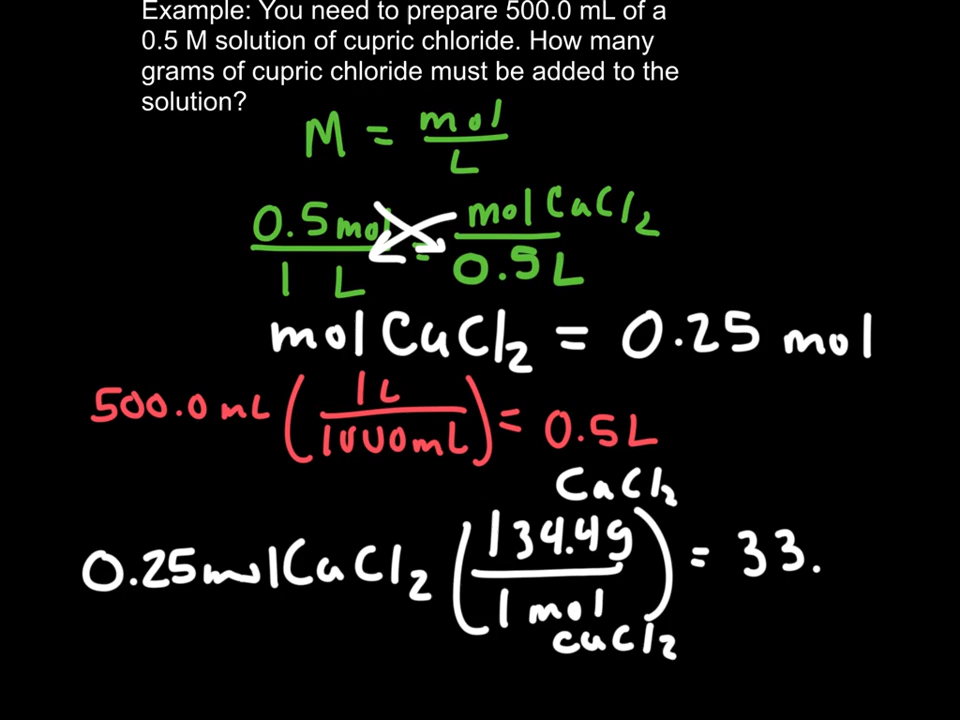 Example: You need to prepare 500.0 mL of a
0.5 M solution of cupric chloride. How many
grams of cupric chloride must be added to the
solution?
M = mol / L
0.5 mol / 1 L = mol CuCl2 / 0.5 L
mol CuCl2 = 0.25 mol
500.0 mL ( 1 L / 1000 mL ) = 0.5 L
0.25 mol CuCl2 ( 134.4 g CuCl2 / 1 mol CuCl2 ) = 33.